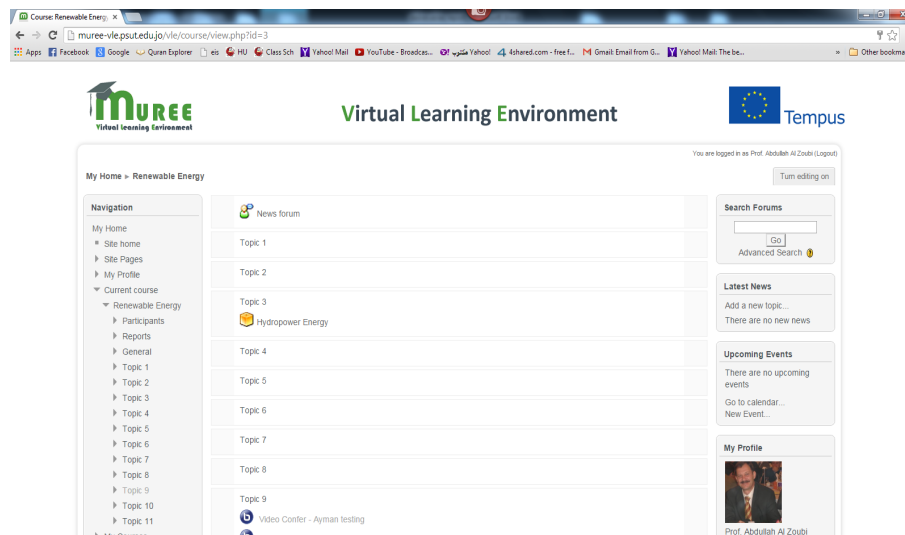 Course: Renewable Energy
muree-vle.psut.edu.jo/vle/course/view.php?id=3
Apps Facebook Google Quran Explorer eis HU Class Sch Yahoo! Mail YouTube - Broadcas... Yahoo! مكتوب 4shared.com - free f... Gmail: Email from G... Yahoo! Mail: The be... » Other bookma
MUREE
Virtual Learning Environment
Virtual Learning Environment
Tempus
You are logged in as Prof. Abdullah Al Zoubi (Logout)
My Home ► Renewable Energy
Turn editing on
Navigation
My Home
Site home
Site Pages
My Profile
Current course
Renewable Energy
Participants
Reports
General
Topic 1
Topic 2
Topic 3
Topic 4
Topic 5
Topic 6
Topic 7
Topic 8
Topic 9
Topic 10
Topic 11
My Courses
News forum
Topic 1
Topic 2
Topic 3
Hydropower Energy
Topic 4
Topic 5
Topic 6
Topic 7
Topic 8
Topic 9
Video Confer - Ayman testing
Search Forums
Go
Advanced Search
Latest News
Add a new topic...
There are no new news
Upcoming Events
There are no upcoming
events
Go to calendar...
New Event...
My Profile
Prof. Abdullah Al Zoubi